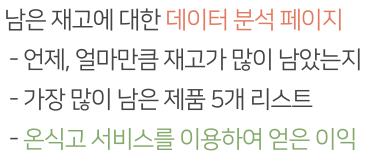 남은 재고에 대한 데이터 분석 페이지
- 언제, 얼마만큼 재고가 많이 남았는지
- 가장 많이 남은 제품 5개 리스트
- 온식고 서비스를 이용하여 얻은 이익